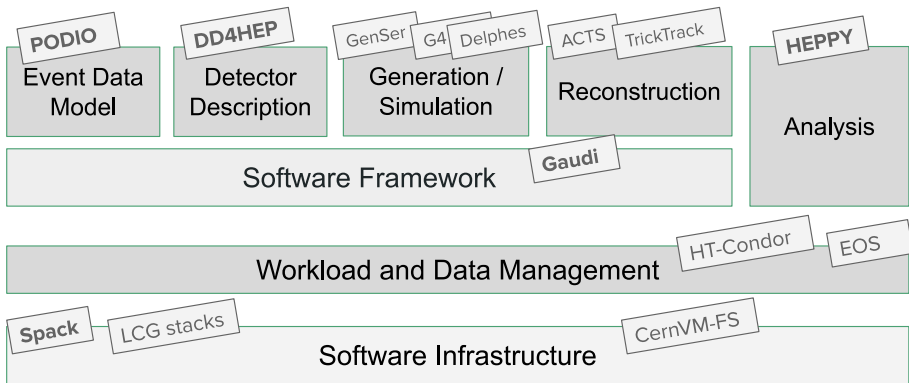 PODIO
DD4HEP
GenSer
G4
Delphes
ACTS
TrickTrack
HEPPY
Event Data
Model
Detector
Description
Generation /
Simulation
Reconstruction
Analysis
Software Framework
Gaudi
Workload and Data Management
HT-Condor
EOS
Spack
LCG stacks
CernVM-FS
Software Infrastructure